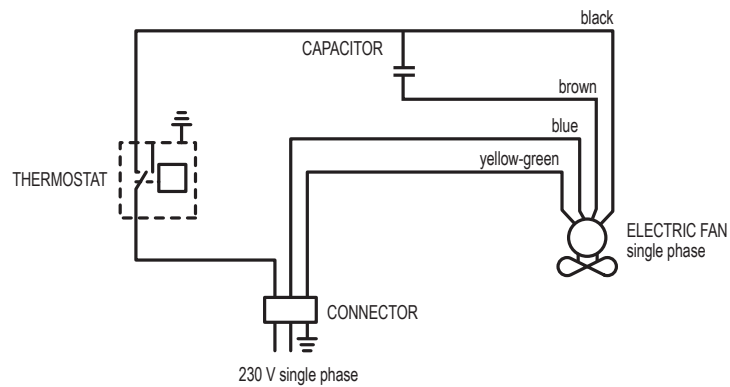 black
CAPACITOR
brown
blue
yellow-green
THERMOSTAT
ELECTRIC FAN
single phase
CONNECTOR
230 V single phase